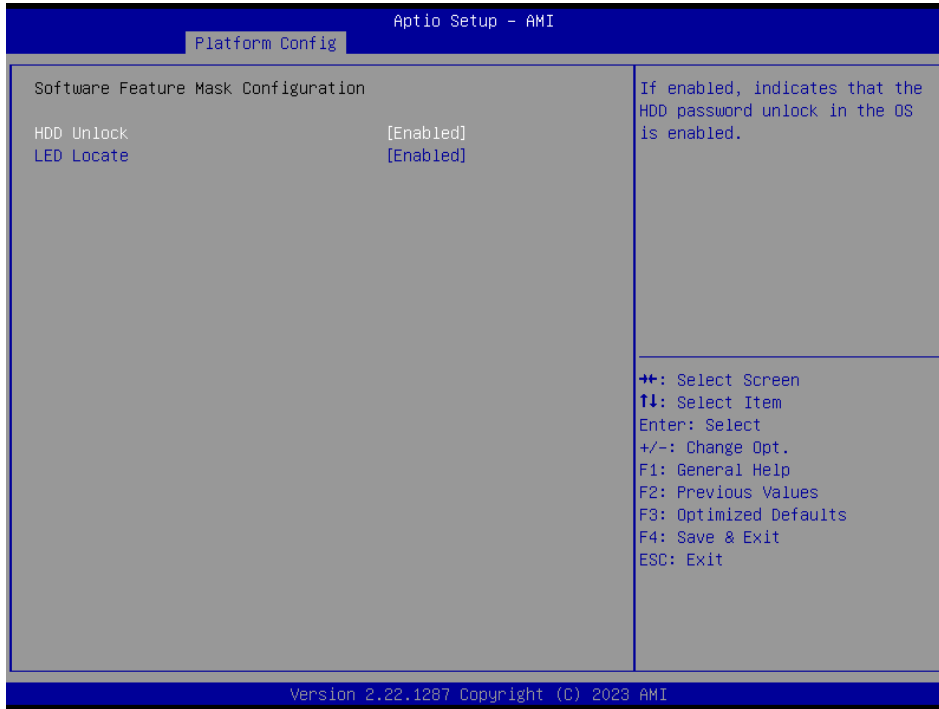 Aptio Setup – AMI
Platform Config
Software Feature Mask Configuration
HDD Unlock [Enabled]
LED Locate [Enabled]
If enabled, indicates that the
HDD password unlock in the OS
is enabled.
→←: Select Screen
↑↓: Select Item
Enter: Select
+/-: Change Opt.
F1: General Help
F2: Previous Values
F3: Optimized Defaults
F4: Save & Exit
ESC: Exit
Version 2.22.1287 Copyright (C) 2023 AMI